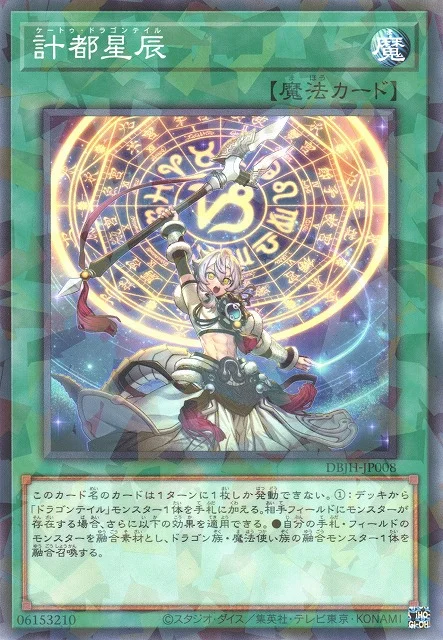 ケートゥ・ドラゴンテイル
計都星辰
魔
【魔法カード】
DBJH-JP008
このカード名のカードは1ターンに1枚しか発動できない。①：デッキから
「ドラゴンテイル」モンスター1体を手札に加える。相手フィールドにモンスターが
存在する場合、さらに以下の効果を適用できる。●自分の手札・フィールドの
モンスターを融合素材とし、ドラゴン族・魔法使い族の融合モンスター1体を
融合召喚する。
06153210
©スタジオ・ダイス／集英社・テレビ東京・KONAMI